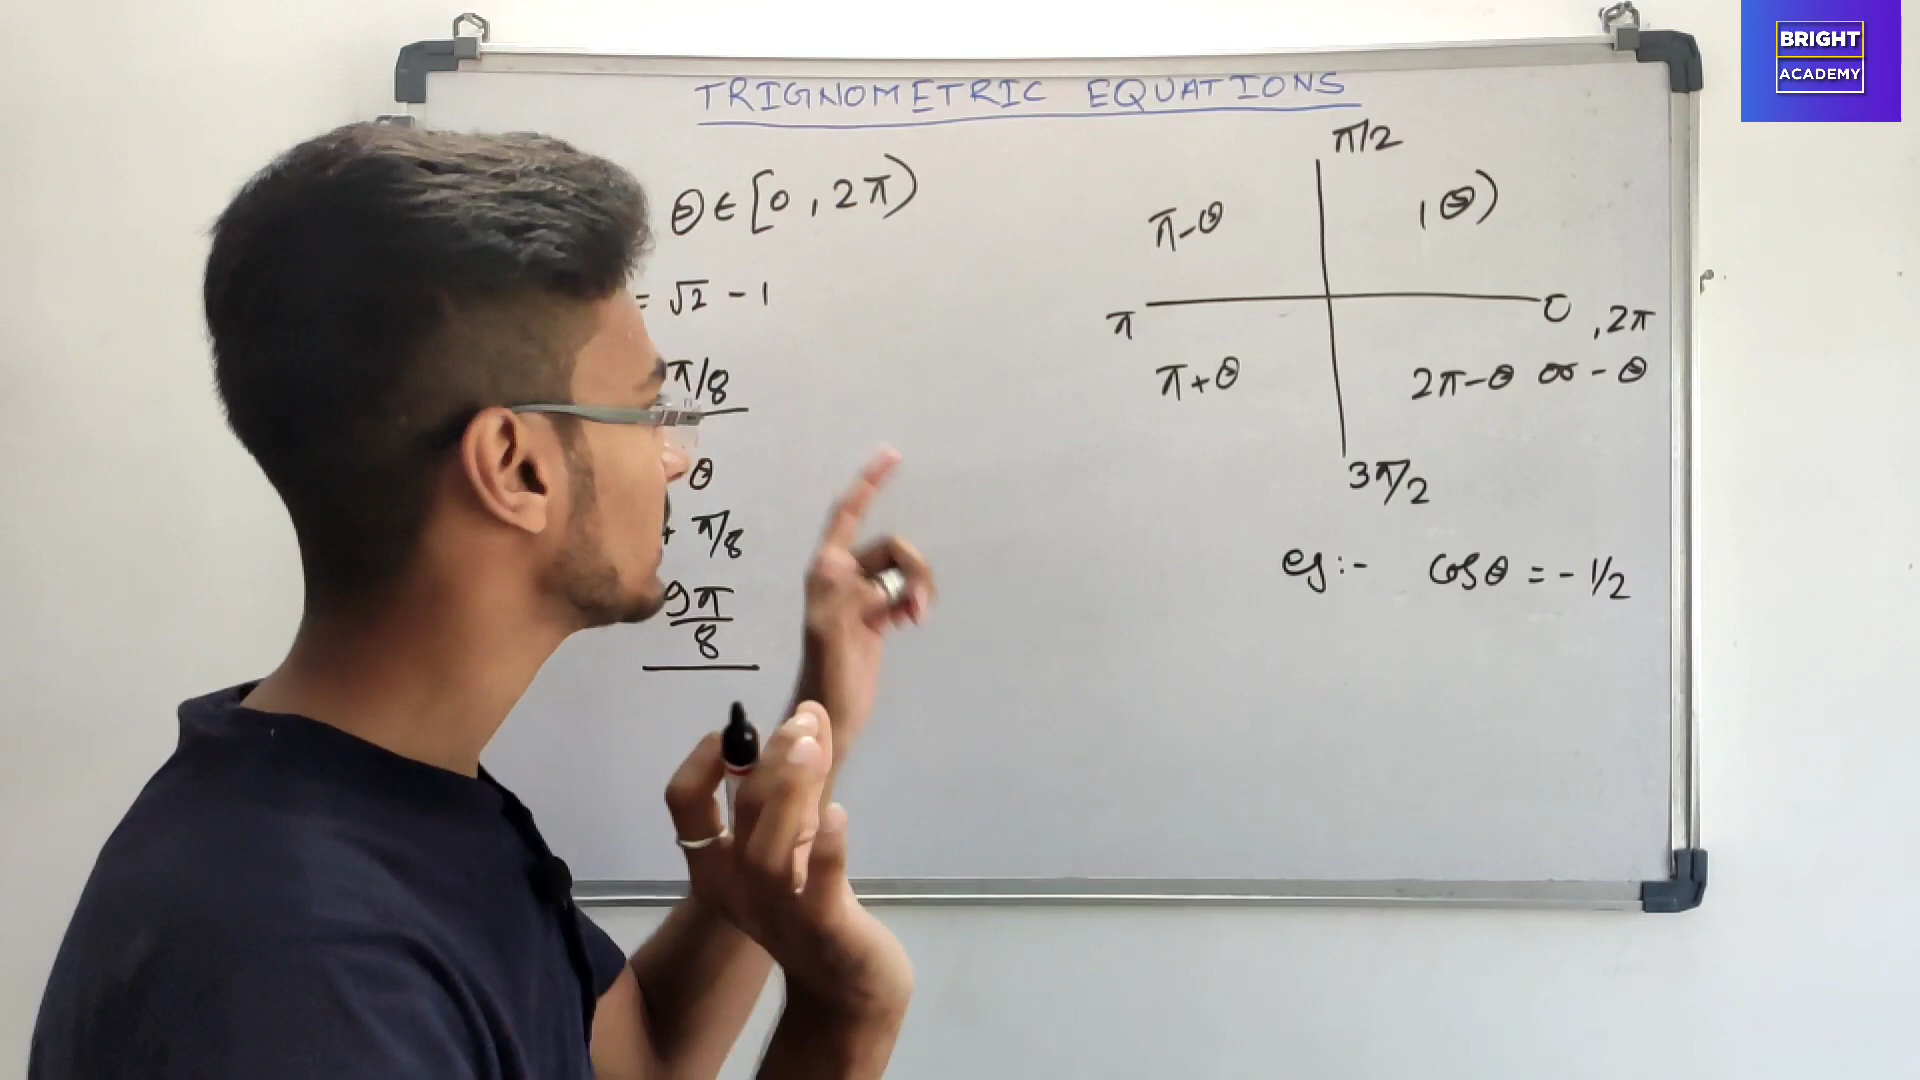 BRIGHT
ACADEMY
TRIGNOMETRIC EQUATIONS
θ ∈ [0, 2π)
= √2 - 1
π/8
θ
+ π/8
9π/8
π/2
π-θ
, θ)
π
0, 2π
π+θ
2π-θ or -θ
3π/2
eg:- cosθ = -1/2